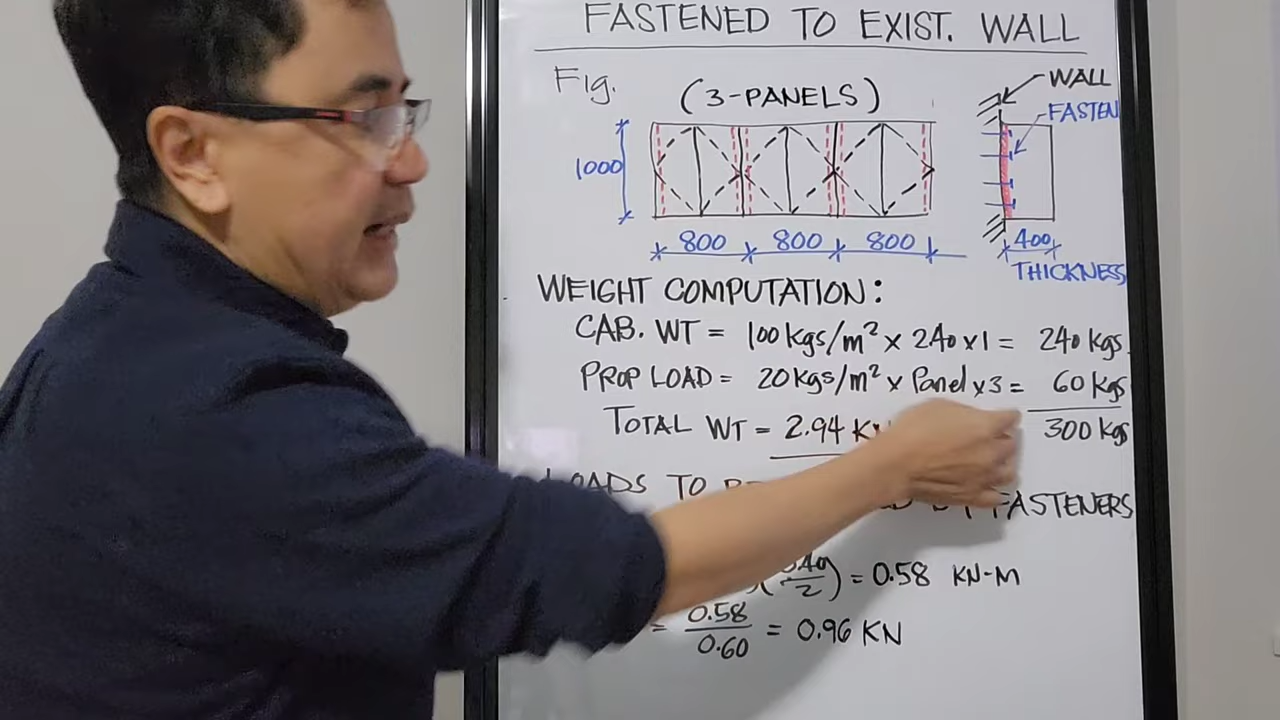 FASTENED TO EXIST. WALL
Fig.
(3-PANELS)
WALL
FASTEN
1000
800 800 800
400
THICKNESS
WEIGHT COMPUTATION:
CAB. WT = 100 kgs/m² x 240 x 1 = 240 kgs.
PROP LOAD = 20 kgs/m² x Panel x 3 = 60 kgs
300 kgs
TOTAL WT = 2.94 K
LOADS TO FASTENERS
0.40/2) = 0.58 KN-M
= 0.58/0.60 = 0.96 KN